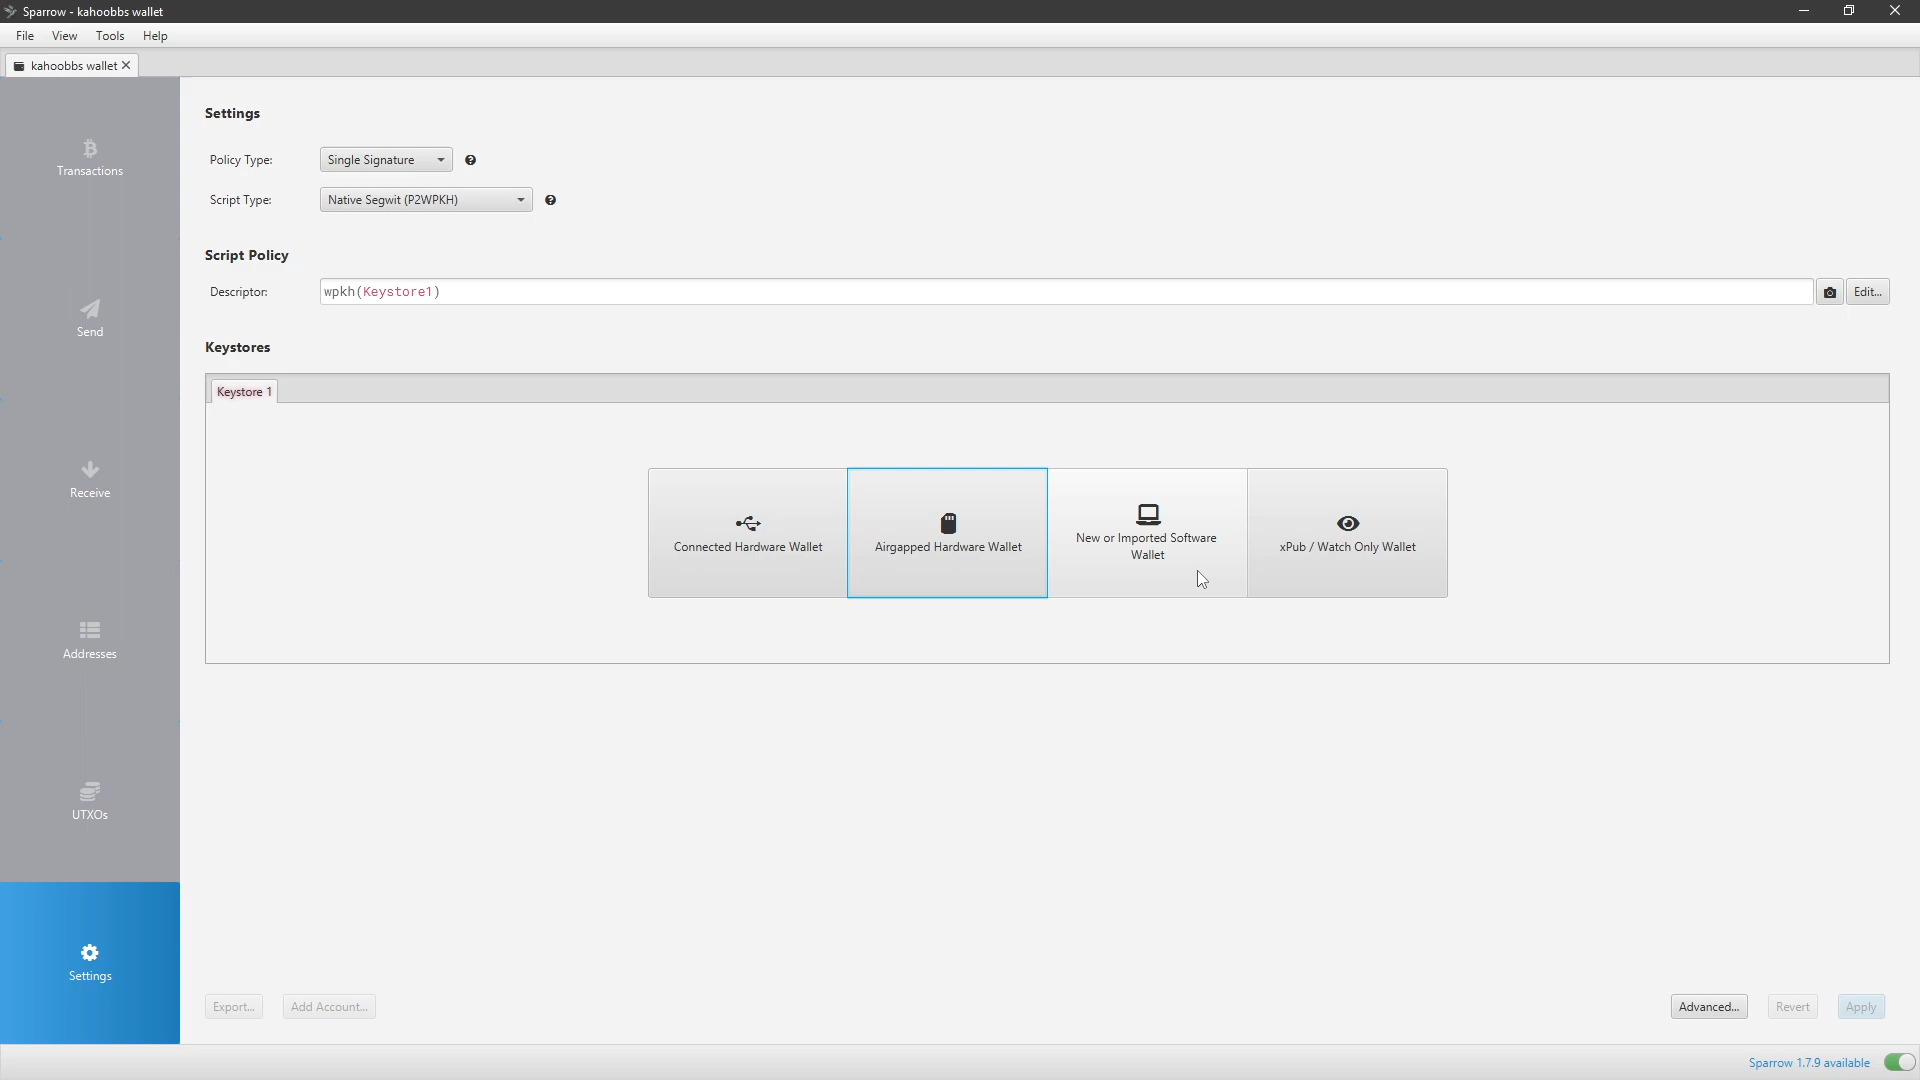 Sparrow - kahoobbs wallet
File View Tools Help
kahoobbs wallet
Transactions
Send
Receive
Addresses
UTXOs
Settings
Settings
Policy Type: Single Signature
Script Type: Native Segwit (P2WPKH)
Script Policy
Descriptor: wpkh(Keystore1) Edit...
Keystores
Keystore 1
Connected Hardware Wallet
Airgapped Hardware Wallet
New or Imported Software
Wallet
xPub / Watch Only Wallet
Export... Add Account... Advanced... Revert Apply
Sparrow 1.7.9 available